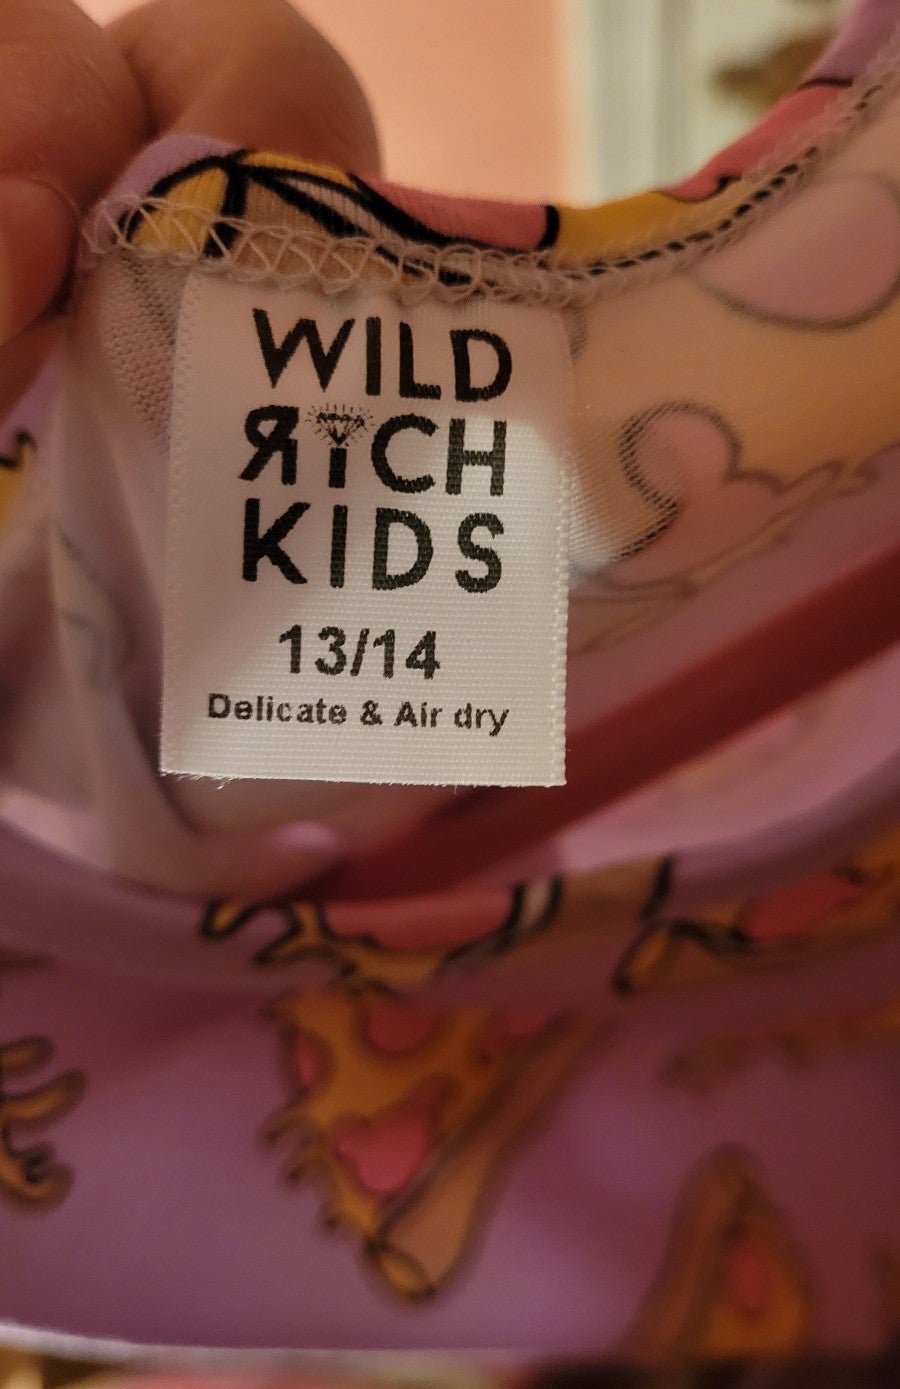 WILD
RICH
KIDS
13/14
Delicate & Air dry